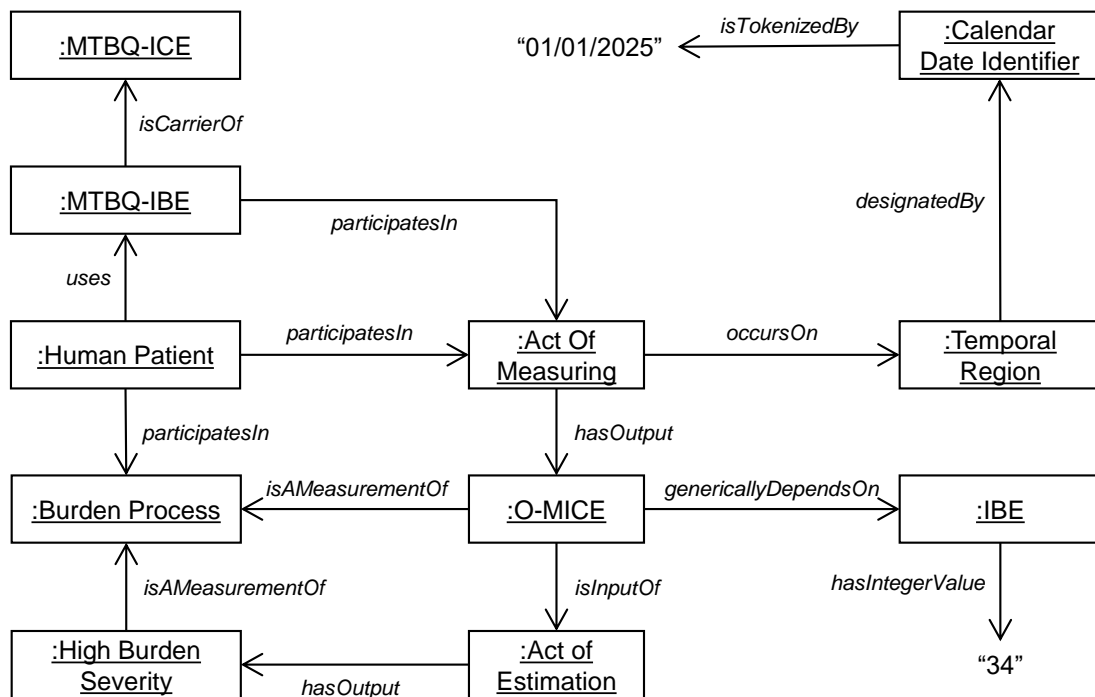 :MTBQ-ICE
“01/01/2025”
isTokenizedBy
:Calendar
Date Identifier
isCarrierOf
:MTBQ-IBE
participatesIn
designatedBy
uses
:Human Patient
participatesIn
:Act Of
Measuring
occursOn
:Temporal
Region
participatesIn
hasOutput
:Burden Process
isAMeasurementOf
:O-MICE
genericallyDependsOn
:IBE
isAMeasurementOf
isInputOf
hasIntegerValue
:High Burden
Severity
hasOutput
:Act of
Estimation
“34”